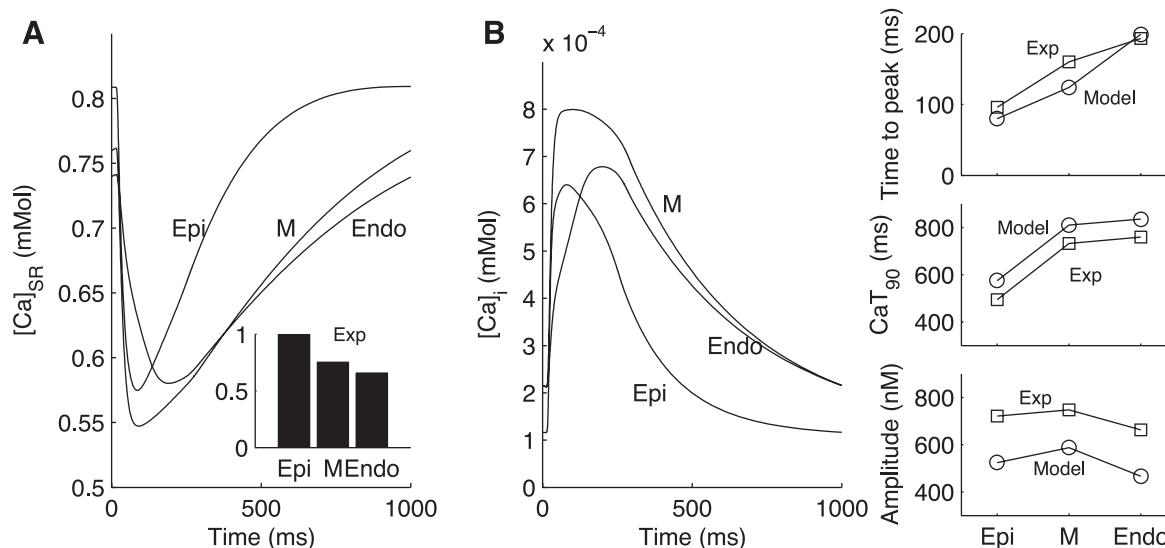 A
[Ca]SR (mMol)
0.8
0.75
0.7
0.65
0.6
0.55
0.5
Epi
M
Endo
Exp
1
0.5
0
Epi M Endo
0 500 1000
Time (ms)
B
x 10⁻⁴
[Ca]i (mMol)
8
7
6
5
4
3
2
1
0
M
Endo
Epi
0 500 1000
Time (ms)
Time to peak (ms)
200
100
0
Exp
Model
CaT90 (ms)
800
600
400
Model
Exp
Amplitude (nM)
800
600
400
Exp
Model
Epi M Endo